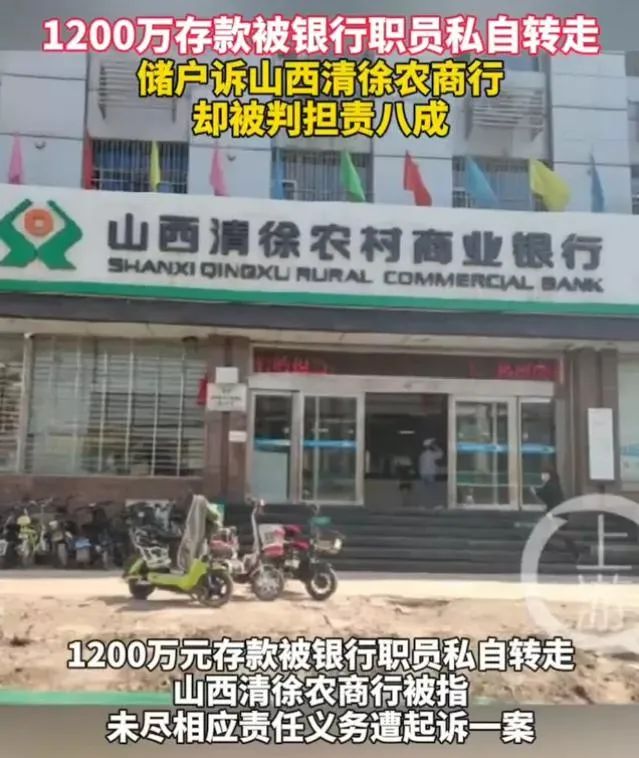 1200万存款被银行职员私自转走
储户诉山西清徐农商行
却被判担责八成
山西清徐农村商业银行
SHANXI QINGXU RURAL COMMERCIAL BANK
上游
1200万元存款被银行职员私自转走
山西清徐农商行被指
未尽相应责任义务遭起诉一案